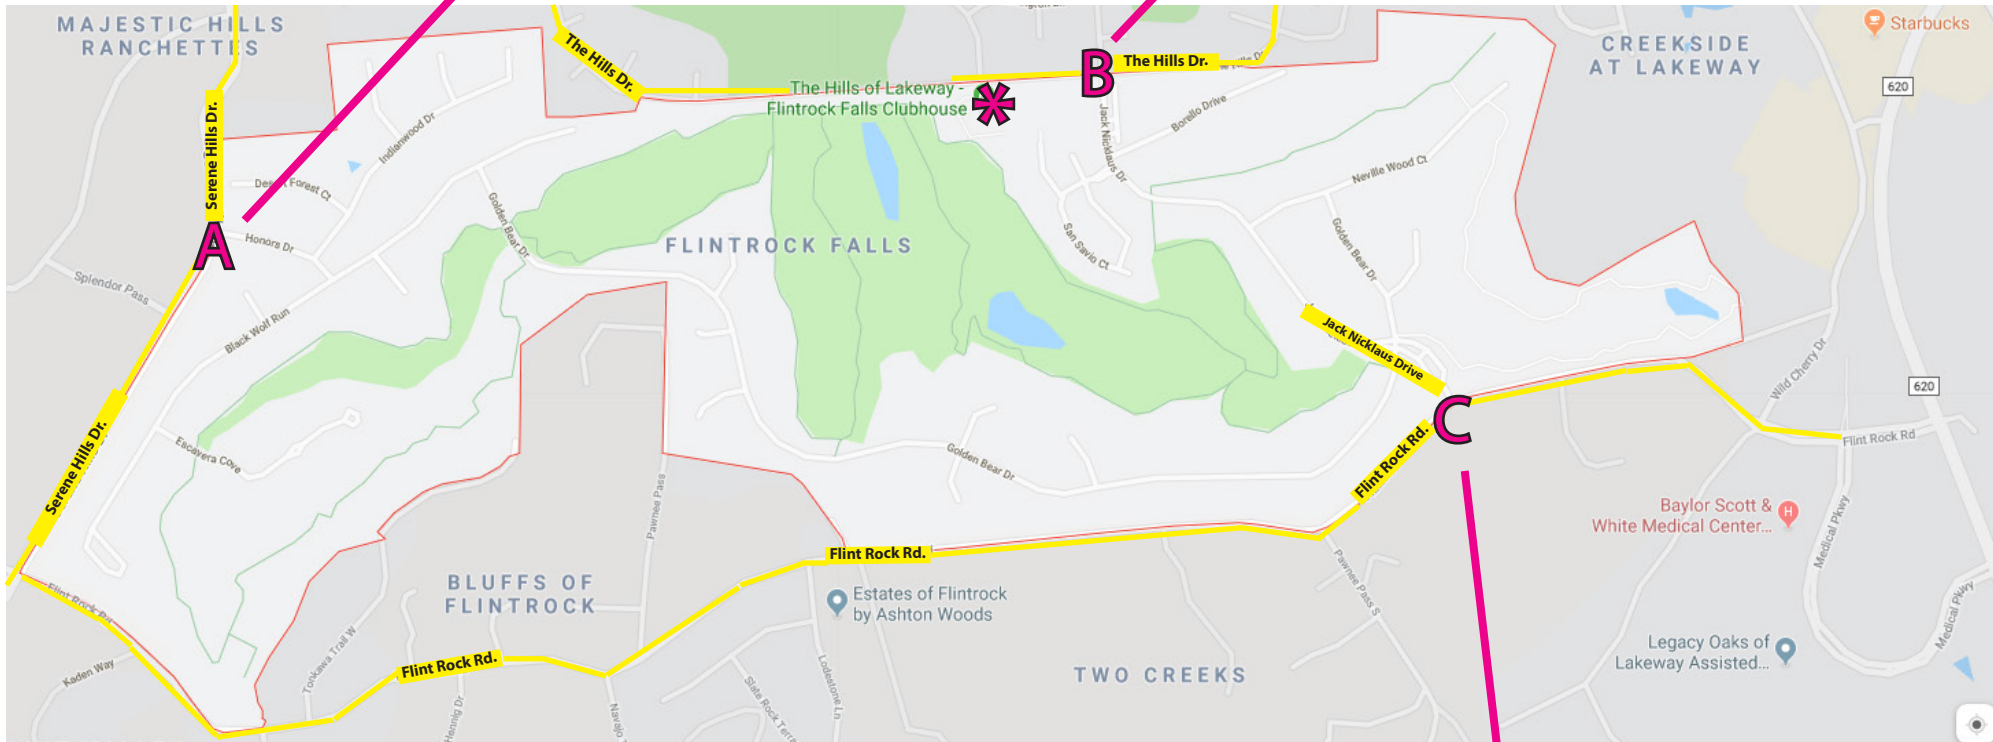 MAJESTIC HILLS
RANCHETTES
The Hills Dr.
The Hills Dr.
B
CREEKSIDE
AT LAKEWAY
Starbucks
620
The Hills of Lakeway -
Flintrock Falls Clubhouse
Serene Hills Dr.
Indianwood Dr
Desert Forest Ct
Honors Dr
A
Splendor Pass
Golden Bear Dr
FLINTROCK FALLS
Jack Nicklaus Dr
Borello Drive
Neville Wood Ct
San Savio Ct
Golden Bear Dr
Black Wolf Run
Jack Nicklaus Drive
C
Wild Cherry Dr
620
Flint Rock Rd
Serene Hills Dr.
Escavera Cove
Golden Bear Dr
Flint Rock Rd.
Pawnee Pass
Baylor Scott &
White Medical Center...
H
Medical Pkwy
Flint Rock Rd.
Flint Rock Rd
BLUFFS OF
FLINTROCK
Estates of Flintrock
by Ashton Woods
Pawnee Pass S
Medical Pkwy
Kaden Way
Tonkawa Trail W
Flint Rock Rd.
Lodestone Ln
TWO CREEKS
Legacy Oaks of
Lakeway Assisted...
Hennig Dr
Navajo
Slate Rock Terra